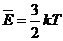 E̅ = 3/2 kT